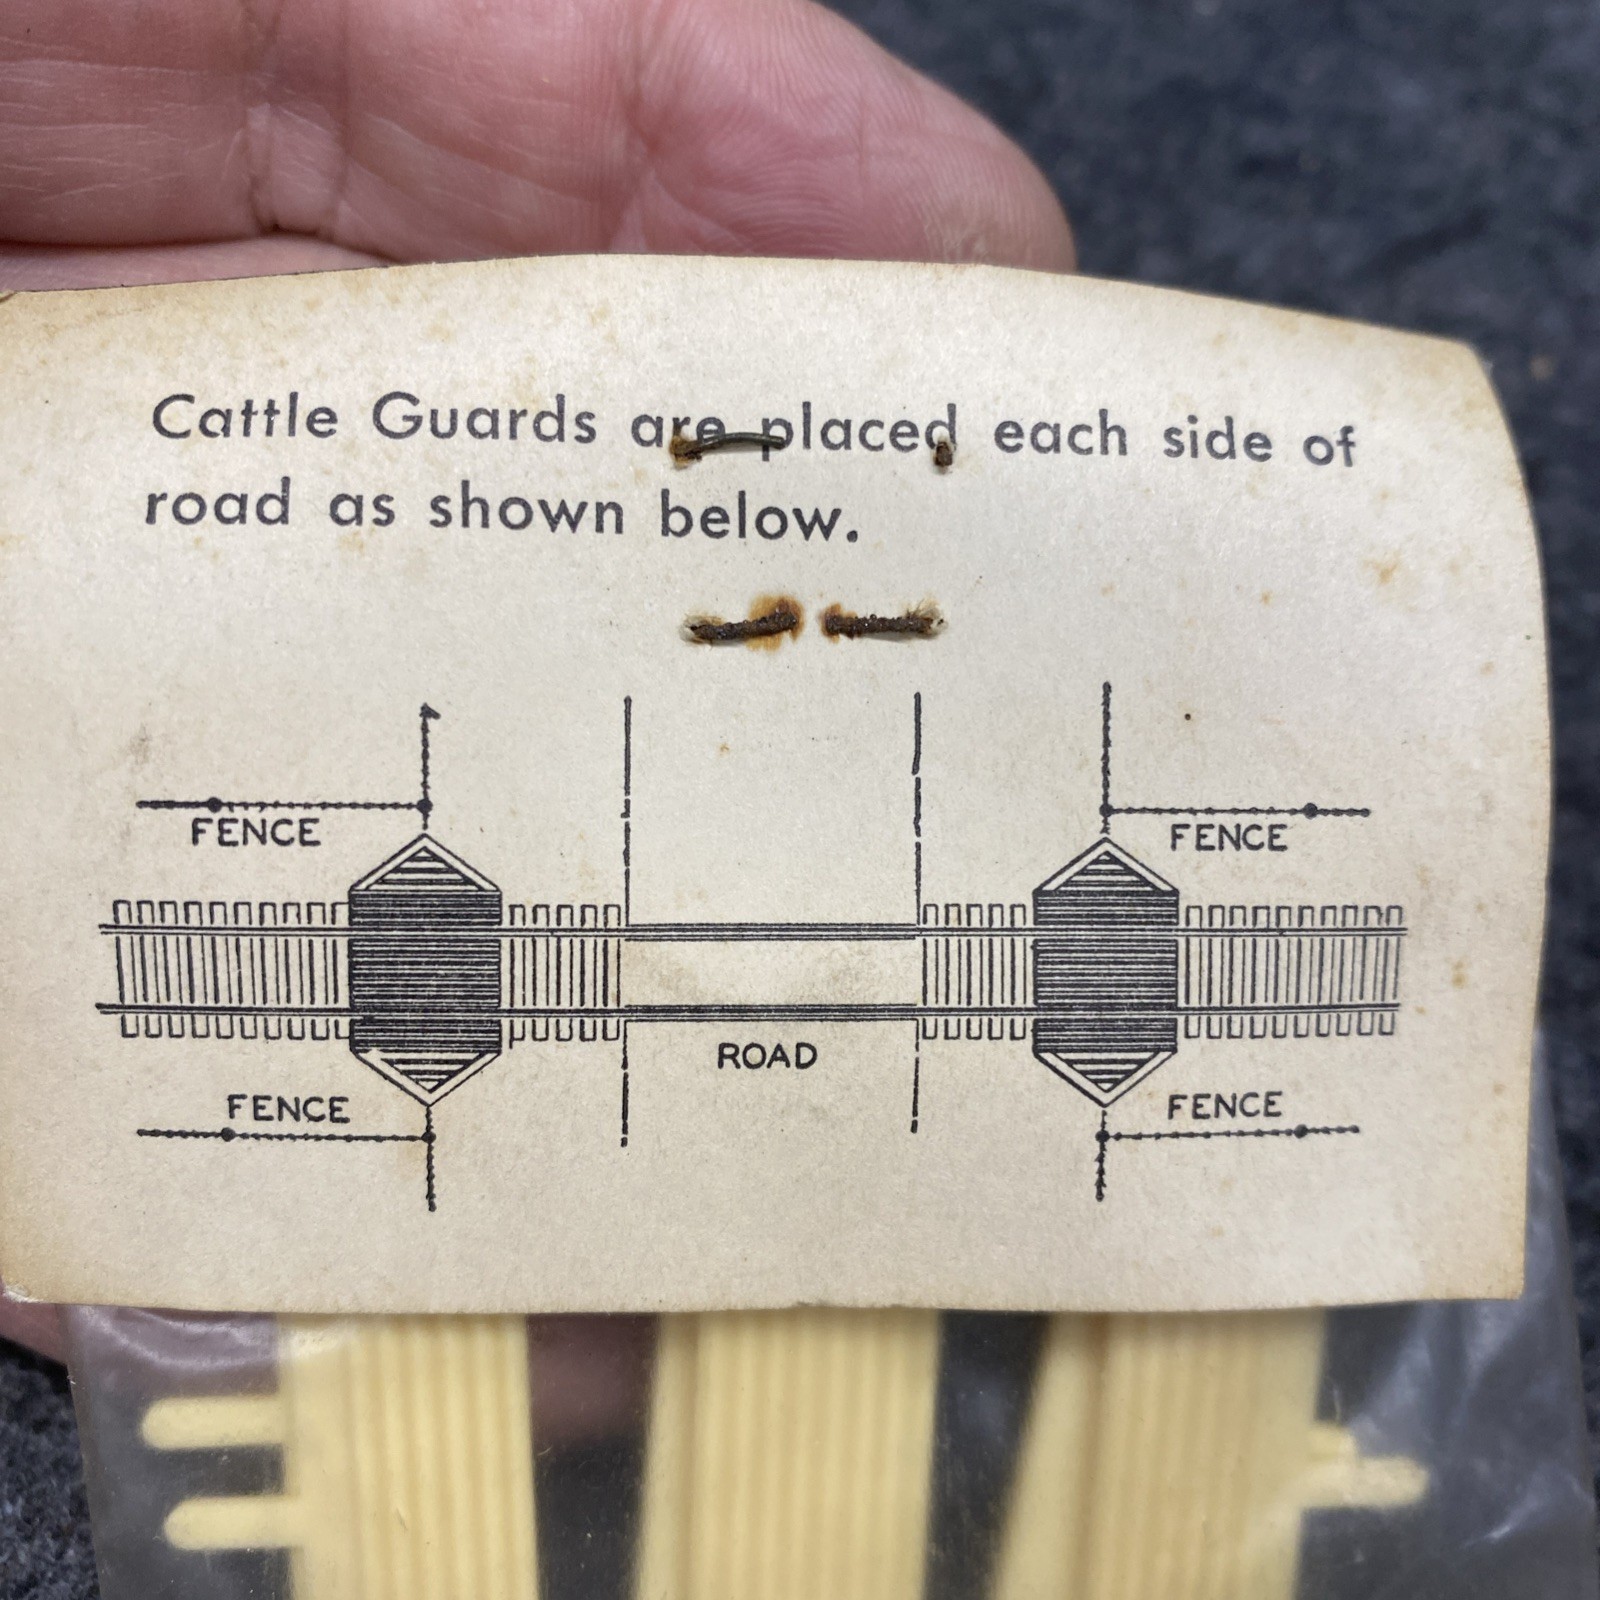 Cattle Guards are placed each side of
road as shown below.
FENCE FENCE
ROAD
FENCE FENCE